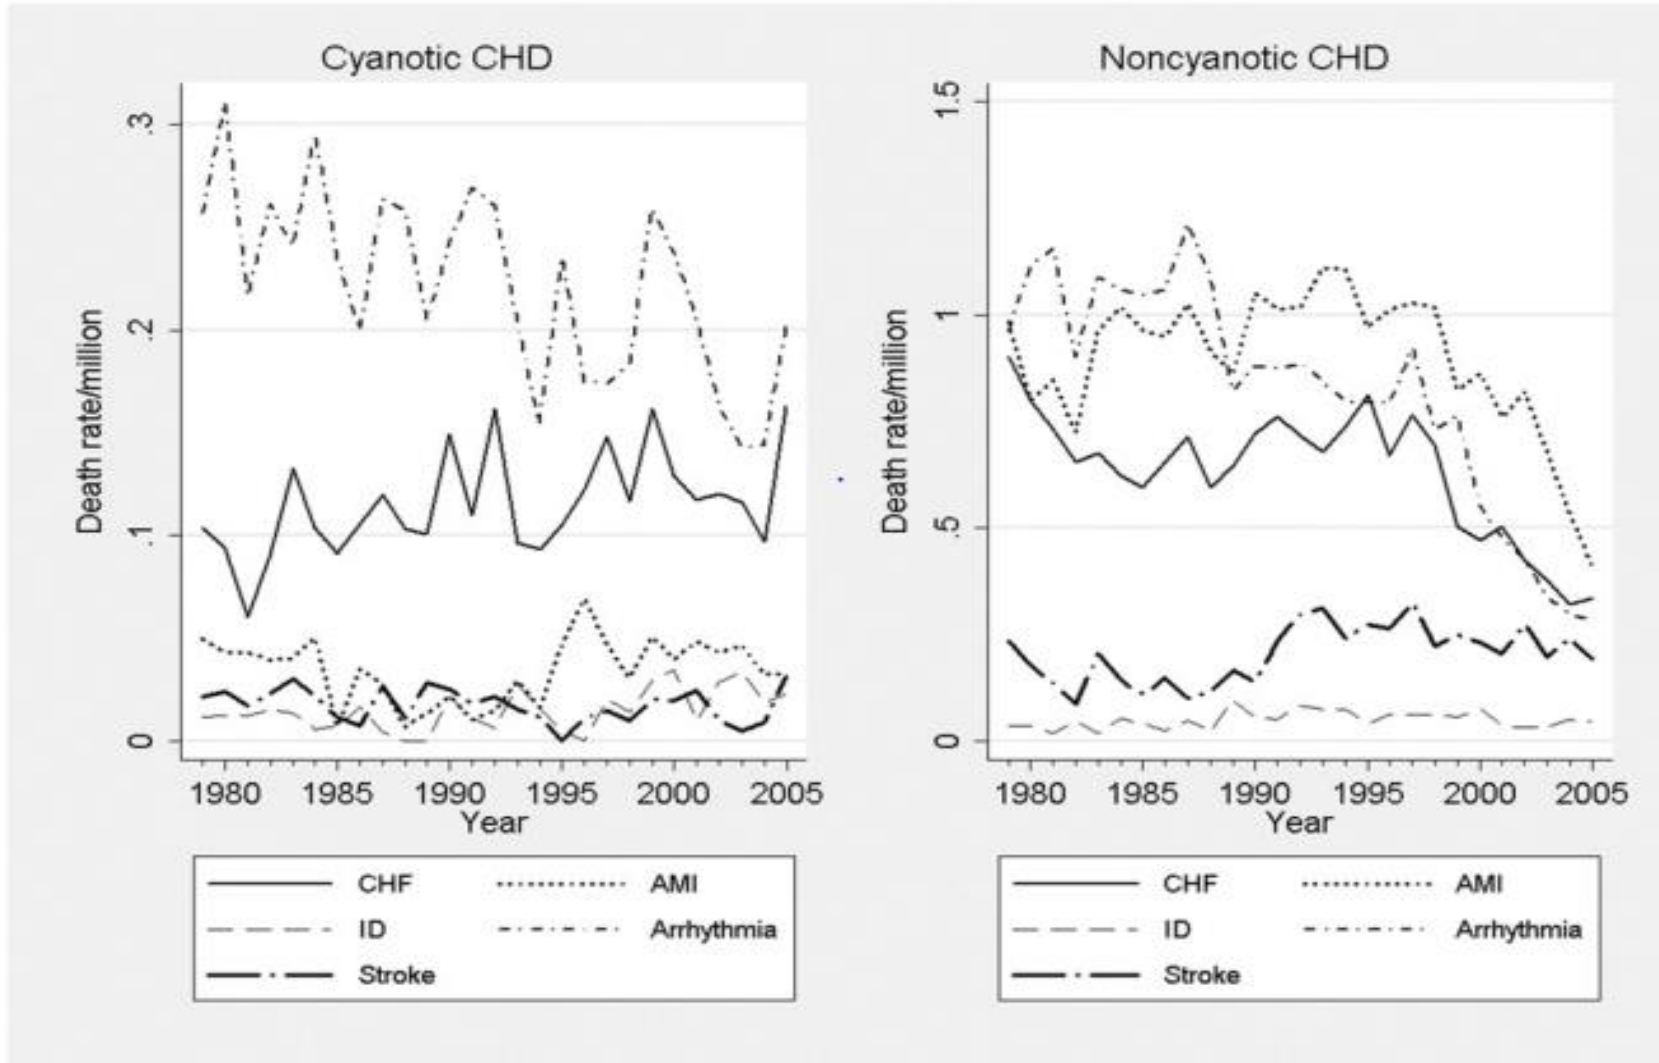 Cyanotic CHD
Death rate/million
.3
.2
.1
0
1980 1985 1990 1995 2000 2005
Year
CHF AMI
ID Arrhythmia
Stroke
Noncyanotic CHD
Death rate/million
1.5
1
.5
0
1980 1985 1990 1995 2000 2005
Year
CHF AMI
ID Arrhythmia
Stroke